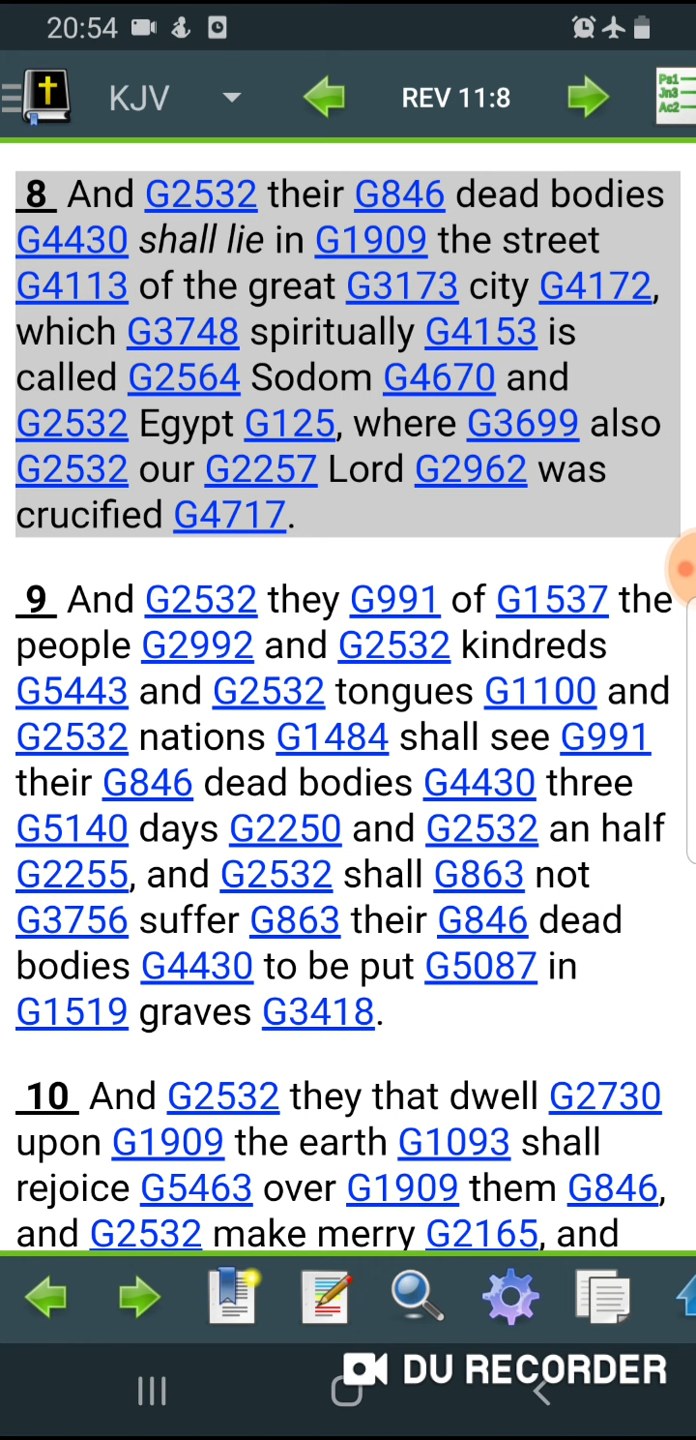 20:54
KJV
REV 11:8
Ps1
Jn3
Ac2
8 And G2532 their G846 dead bodies
G4430 shall lie in G1909 the street
G4113 of the great G3173 city G4172,
which G3748 spiritually G4153 is
called G2564 Sodom G4670 and
G2532 Egypt G125, where G3699 also
G2532 our G2257 Lord G2962 was
crucified G4717.
9 And G2532 they G991 of G1537 the
people G2992 and G2532 kindreds
G5443 and G2532 tongues G1100 and
G2532 nations G1484 shall see G991
their G846 dead bodies G4430 three
G5140 days G2250 and G2532 an half
G2255, and G2532 shall G863 not
G3756 suffer G863 their G846 dead
bodies G4430 to be put G5087 in
G1519 graves G3418.
10 And G2532 they that dwell G2730
upon G1909 the earth G1093 shall
rejoice G5463 over G1909 them G846,
and G2532 make merry G2165, and
DU RECORDER